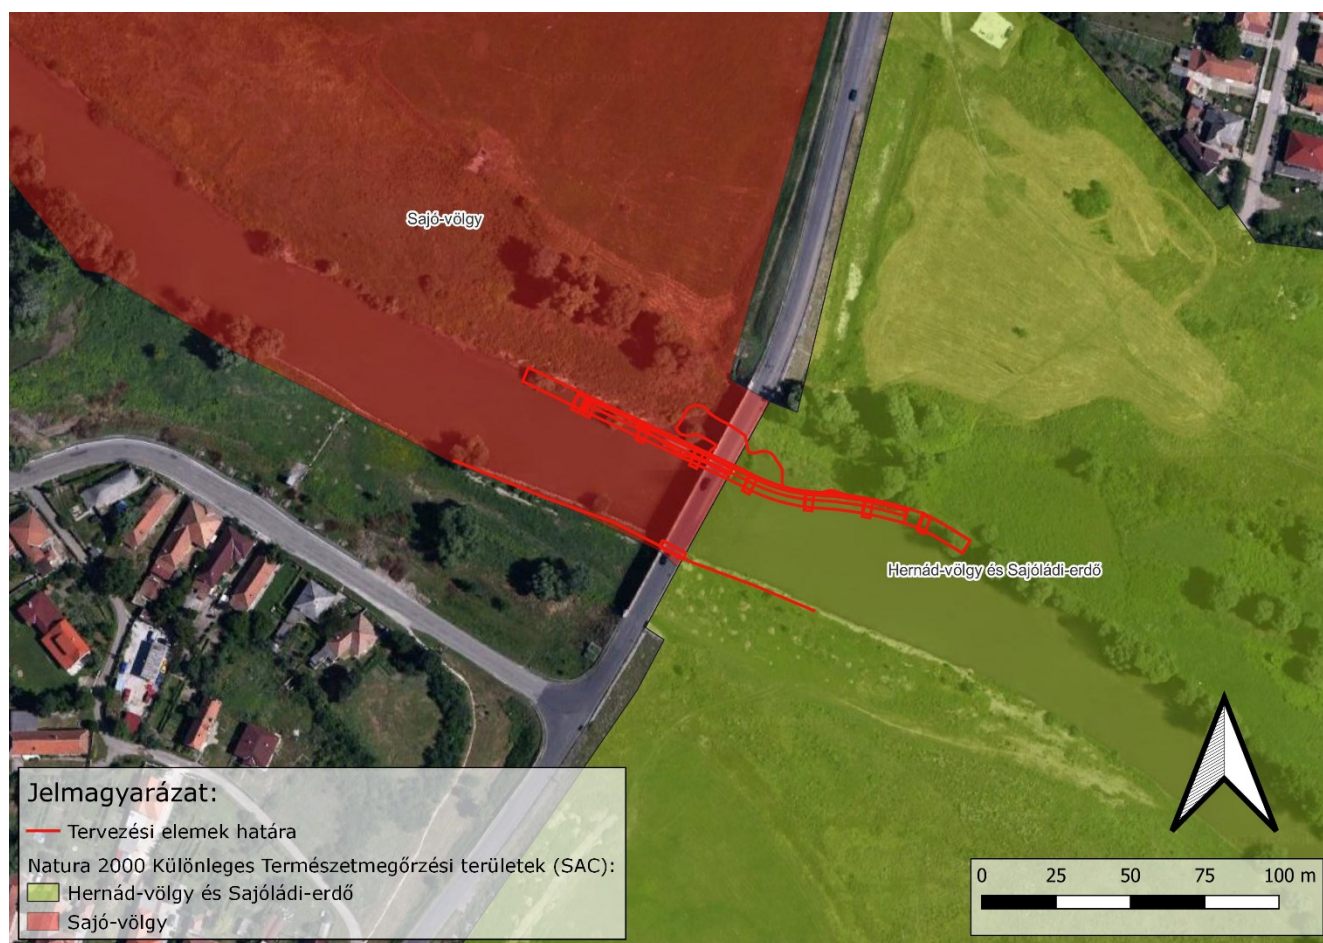 Sajó-völgy
Hernád-völgy és Sajóládi-erdő
Jelmagyarázat:
Tervezési elemek határa
Natura 2000 Különleges Természetmegőrzési területek (SAC):
Hernád-völgy és Sajóládi-erdő
Sajó-völgy
0 25 50 75 100 m